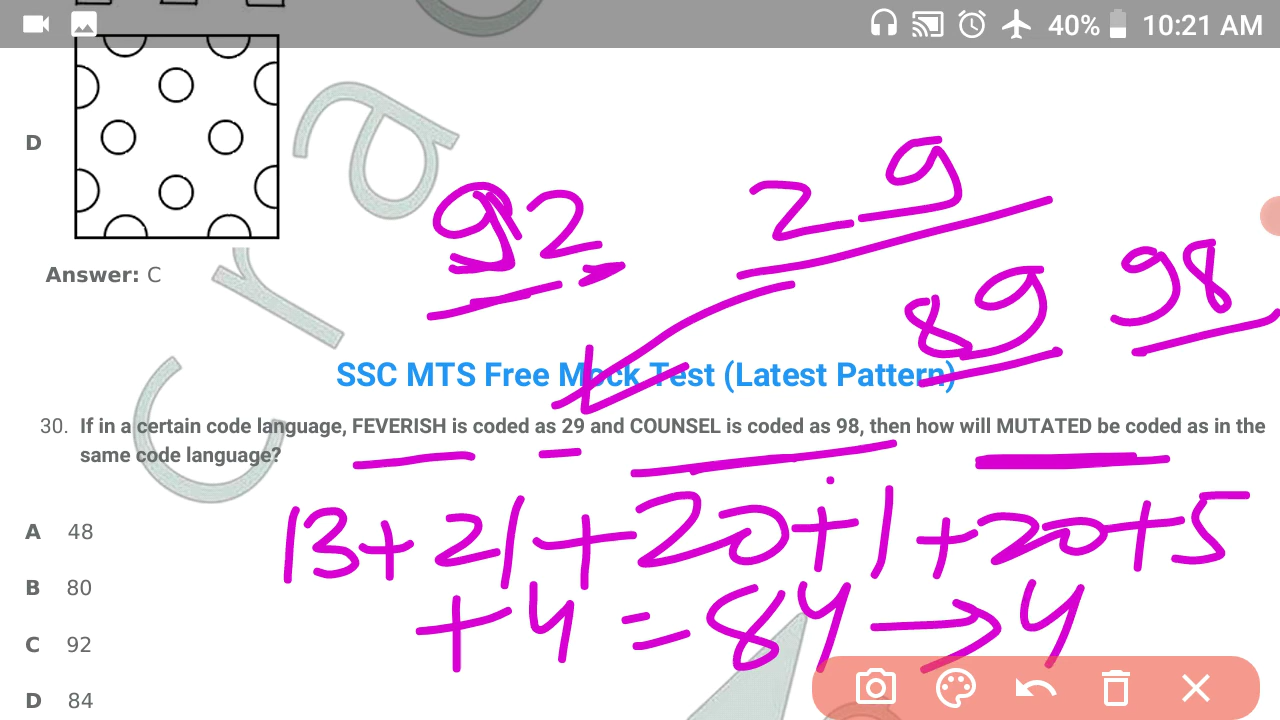 40% 10:21 AM
D
92 2 9
89 98
Answer: C
Cra
SSC MTS Free Mock Test (Latest Pattern)
30. If in a certain code language, FEVERISH is coded as 29 and COUNSEL is coded as 98, then how will MUTATED be coded as in the
same code language?
13+21+20+1+20+5
A 48
+4=84→4
B 80
C 92
D 84